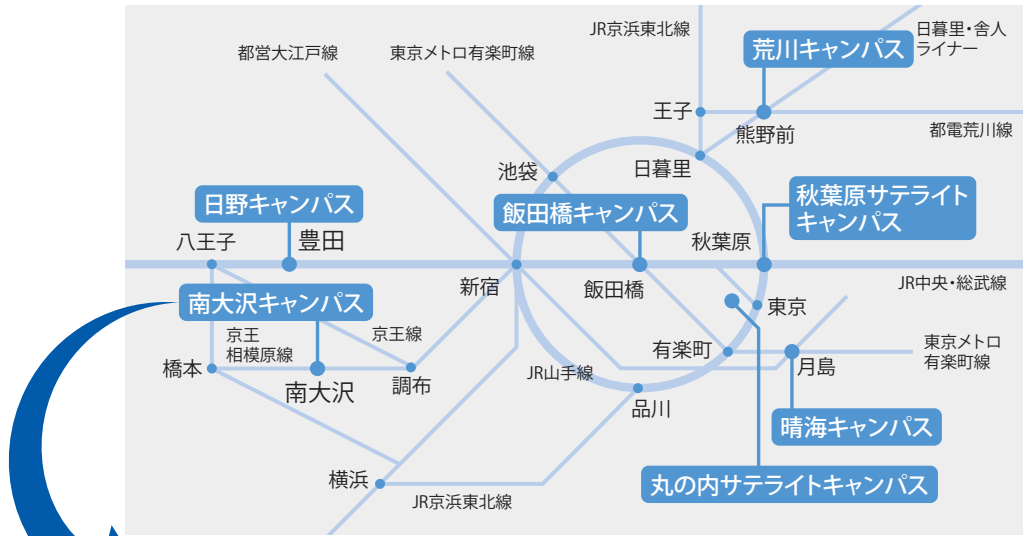 JR京浜東北線
日暮里・舎人
ライナー
都営大江戸線
東京メトロ有楽町線
荒川キャンパス
王子
熊野前
都電荒川線
池袋
日暮里
日野キャンパス
飯田橋キャンパス
秋葉原サテライト
キャンパス
八王子
豊田
秋葉原
新宿
飯田橋
JR中央・総武線
南大沢キャンパス
東京
京王
相模原線
京王線
有楽町
月島
東京メトロ
有楽町線
橋本
南大沢
調布
JR山手線
品川
晴海キャンパス
横浜
丸の内サテライトキャンパス
JR京浜東北線